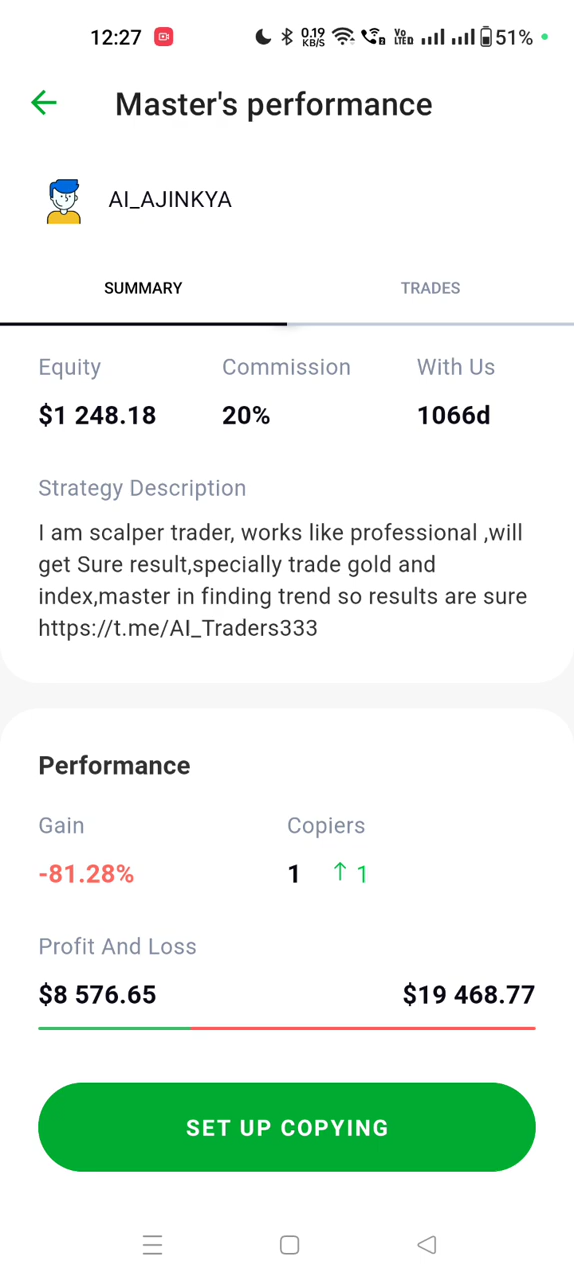 12:27
0.19 KB/S
Vo LTED
51%
Master's performance
AI_AJINKYA
SUMMARY TRADES
Equity Commission With Us
$1 248.18 20% 1066d
Strategy Description
I am scalper trader, works like professional ,will
get Sure result,specially trade gold and
index,master in finding trend so results are sure
https://t.me/AI_Traders333
Performance
Gain Copiers
-81.28% 1 ↑ 1
Profit And Loss
$8 576.65 $19 468.77
SET UP COPYING